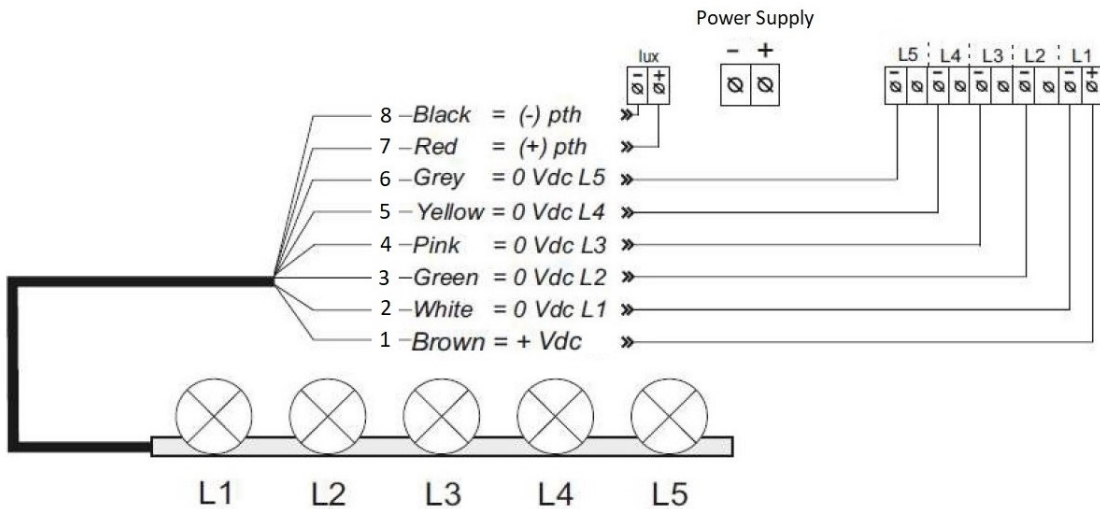 Power Supply
lux
- +
- +
L5 L4 L3 L2 L1
- - - - - +
8 Black = (-) pth
7 Red = (+) pth
6 Grey = 0 Vdc L5
5 Yellow = 0 Vdc L4
4 Pink = 0 Vdc L3
3 Green = 0 Vdc L2
2 White = 0 Vdc L1
1 Brown = + Vdc
L1 L2 L3 L4 L5